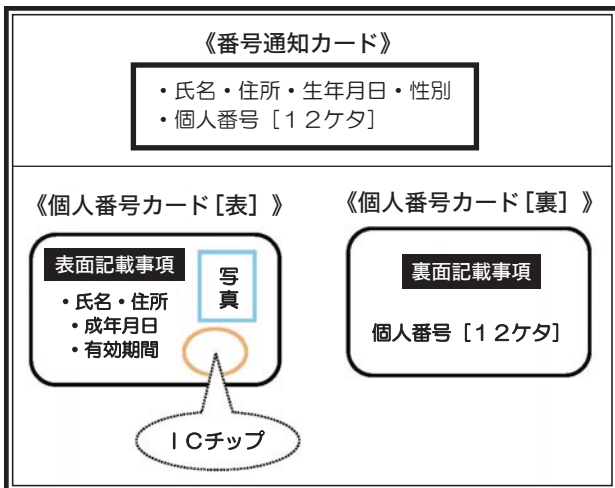 《番号通知カード》
・氏名・住所・生年月日・性別
・個人番号［１２ケタ］
《個人番号カード［表］》
表面記載事項
・氏名・住所
・成年月日
・有効期間
写真
ＩＣチップ
《個人番号カード［裏］》
裏面記載事項
個人番号［１２ケタ］